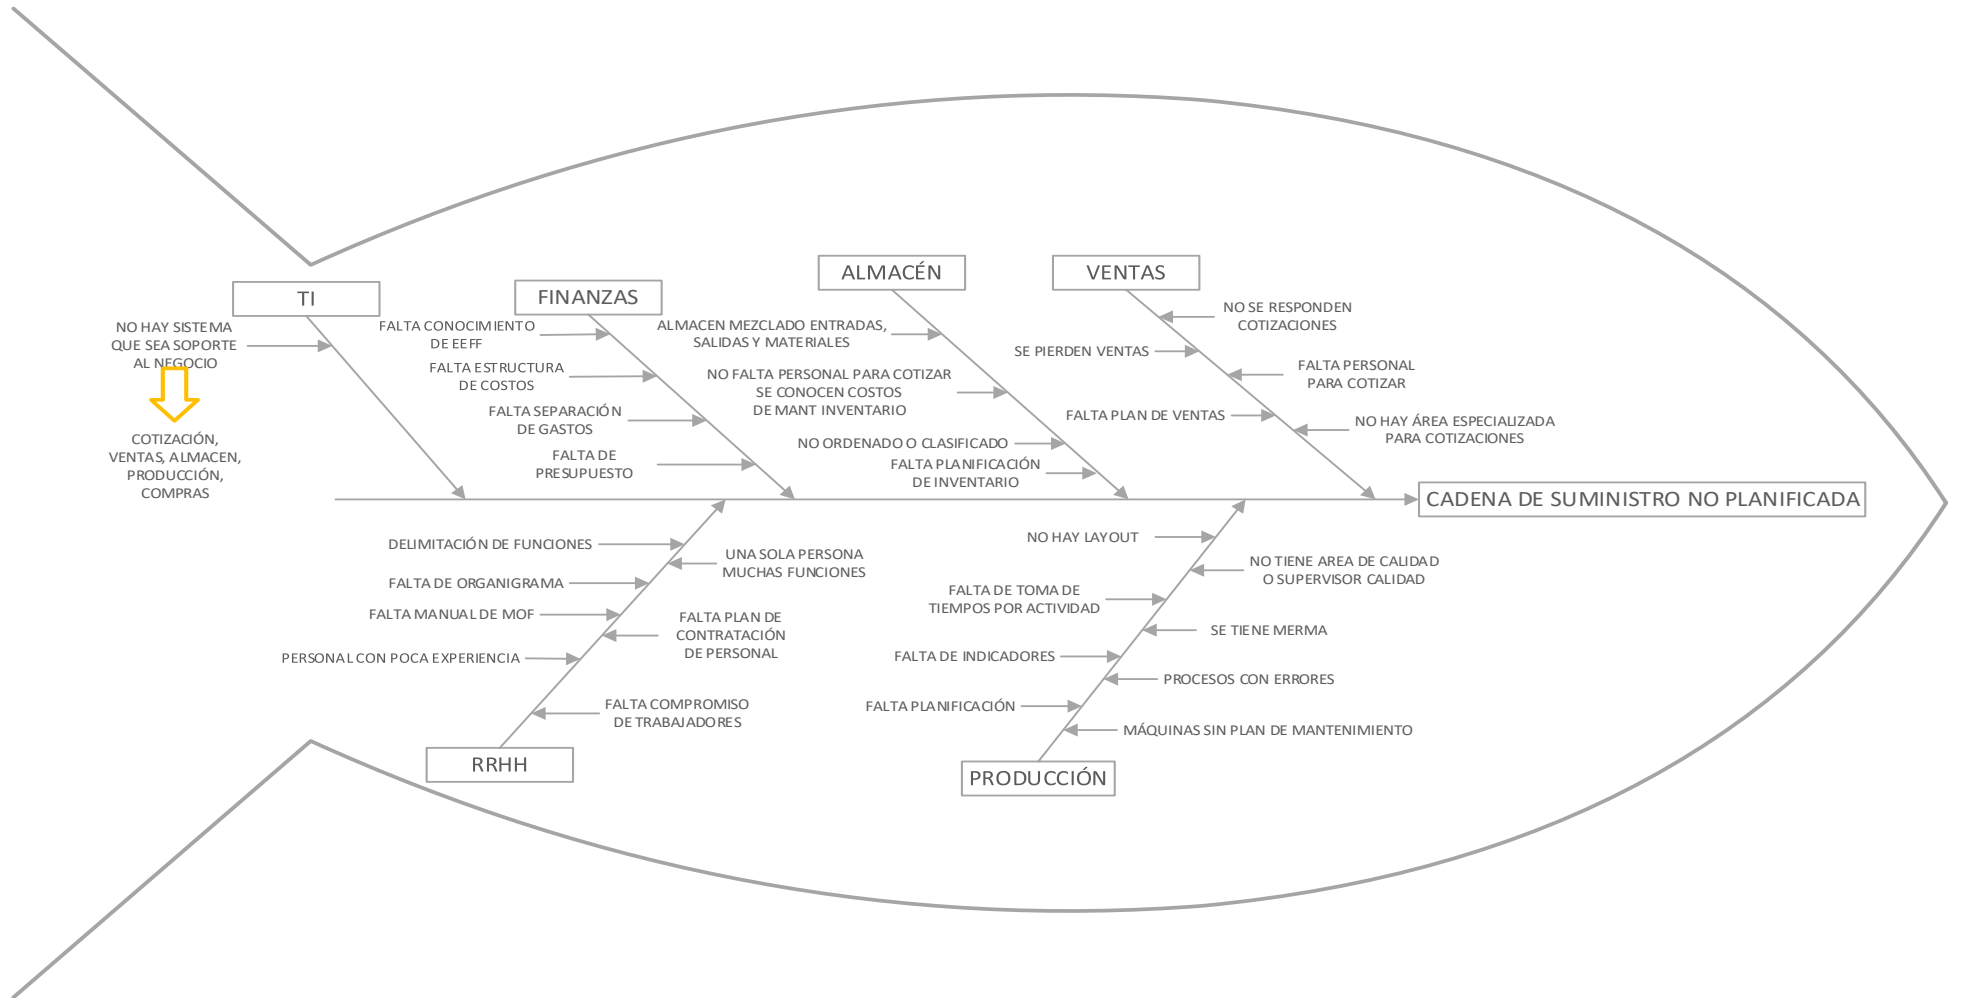 TI
NO HAY SISTEMA
QUE SEA SOPORTE
AL NEGOCIO
COTIZACIÓN,
VENTAS, ALMACEN,
PRODUCCIÓN,
COMPRAS
FINANZAS
FALTA CONOCIMIENTO
DE EEFF
FALTA ESTRUCTURA
DE COSTOS
FALTA SEPARACIÓN
DE GASTOS
FALTA DE
PRESUPUESTO
ALMACÉN
ALMACEN MEZCLADO ENTRADAS,
SALIDAS Y MATERIALES
NO FALTA PERSONAL PARA COTIZAR
SE CONOCEN COSTOS
DE MANT INVENTARIO
NO ORDENADO O CLASIFICADO
FALTA PLANIFICACIÓN
DE INVENTARIO
VENTAS
NO SE RESPONDEN
COTIZACIONES
SE PIERDEN VENTAS
FALTA PERSONAL
PARA COTIZAR
FALTA PLAN DE VENTAS
NO HAY ÁREA ESPECIALIZADA
PARA COTIZACIONES
CADENA DE SUMINISTRO NO PLANIFICADA
DELIMITACIÓN DE FUNCIONES
UNA SOLA PERSONA
MUCHAS FUNCIONES
FALTA DE ORGANIGRAMA
FALTA MANUAL DE MOF
FALTA PLAN DE
CONTRATACIÓN
DE PERSONAL
PERSONAL CON POCA EXPERIENCIA
FALTA COMPROMISO
DE TRABAJADORES
RRHH
NO HAY LAYOUT
NO TIENE AREA DE CALIDAD
O SUPERVISOR CALIDAD
FALTA DE TOMA DE
TIEMPOS POR ACTIVIDAD
SE TIENE MERMA
FALTA DE INDICADORES
PROCESOS CON ERRORES
FALTA PLANIFICACIÓN
MÁQUINAS SIN PLAN DE MANTENIMIENTO
PRODUCCIÓN